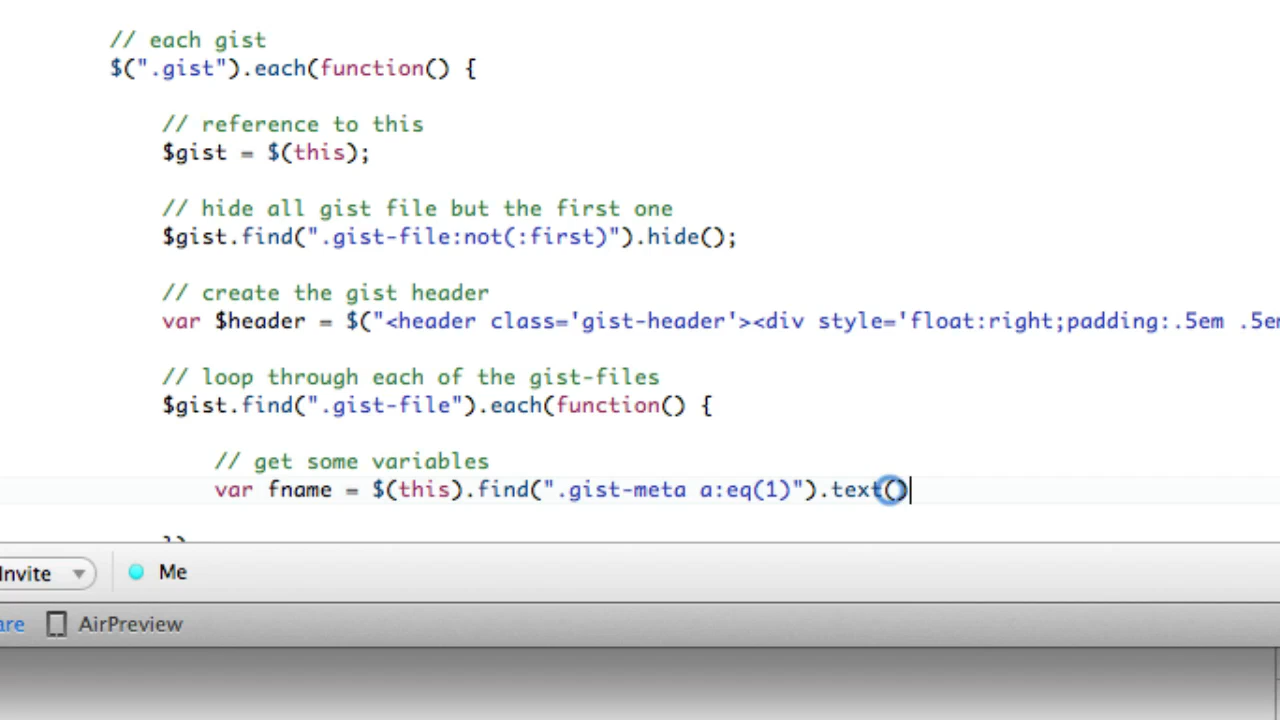 // each gist
$(".gist").each(function() {
// reference to this
$gist = $(this);
// hide all gist file but the first one
$gist.find(".gist-file:not(:first)").hide();
// create the gist header
var $header = $("<header class='gist-header'><div style='float:right;padding:.5em .5em
// loop through each of the gist-files
$gist.find(".gist-file").each(function() {
// get some variables
var fname = $(this).find(".gist-meta a:eq(1)").text()
})
Invite
Me
are
AirPreview